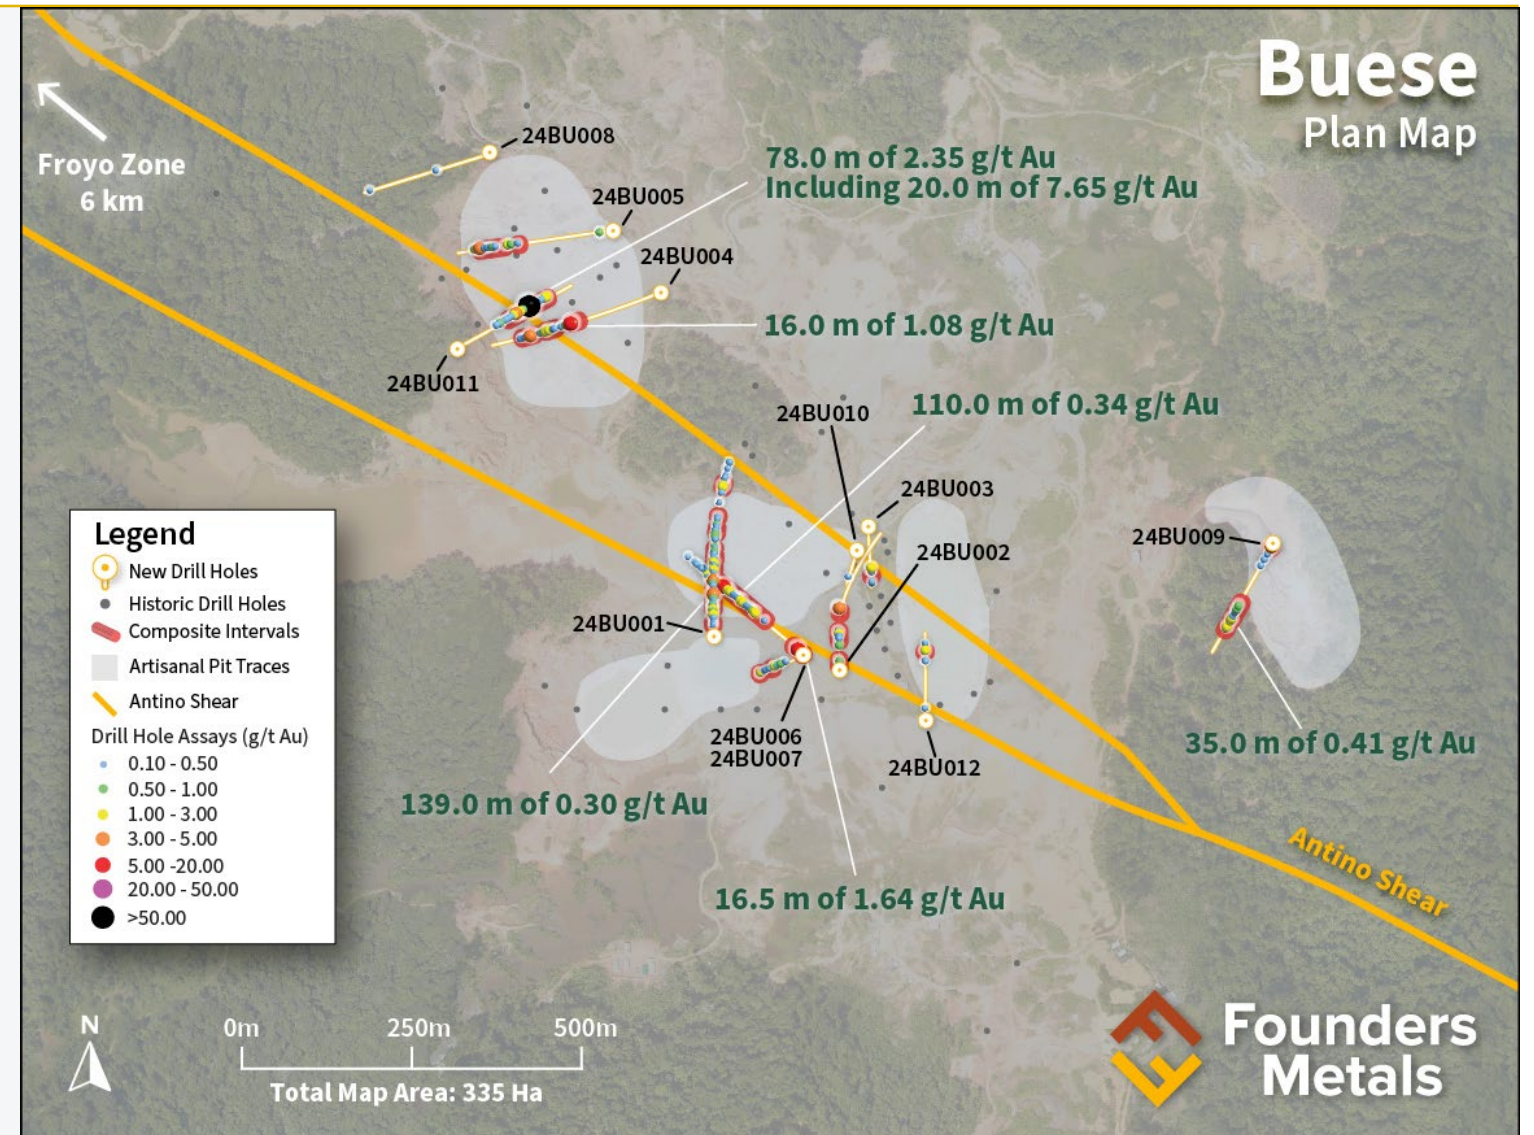 Buese
Plan Map
Froyo Zone
6 km
24BU008
78.0 m of 2.35 g/t Au
Including 20.0 m of 7.65 g/t Au
24BU005
24BU004
16.0 m of 1.08 g/t Au
24BU011
110.0 m of 0.34 g/t Au
24BU010
24BU003
24BU009
24BU002
24BU001
24BU006
24BU007
24BU012
35.0 m of 0.41 g/t Au
139.0 m of 0.30 g/t Au
16.5 m of 1.64 g/t Au
Antino Shear
Legend
New Drill Holes
Historic Drill Holes
Composite Intervals
Artisanal Pit Traces
Antino Shear
Drill Hole Assays (g/t Au)
0.10 - 0.50
0.50 - 1.00
1.00 - 3.00
3.00 - 5.00
5.00 -20.00
20.00 - 50.00
>50.00
N
0m 250m 500m
Total Map Area: 335 Ha
Founders
Metals